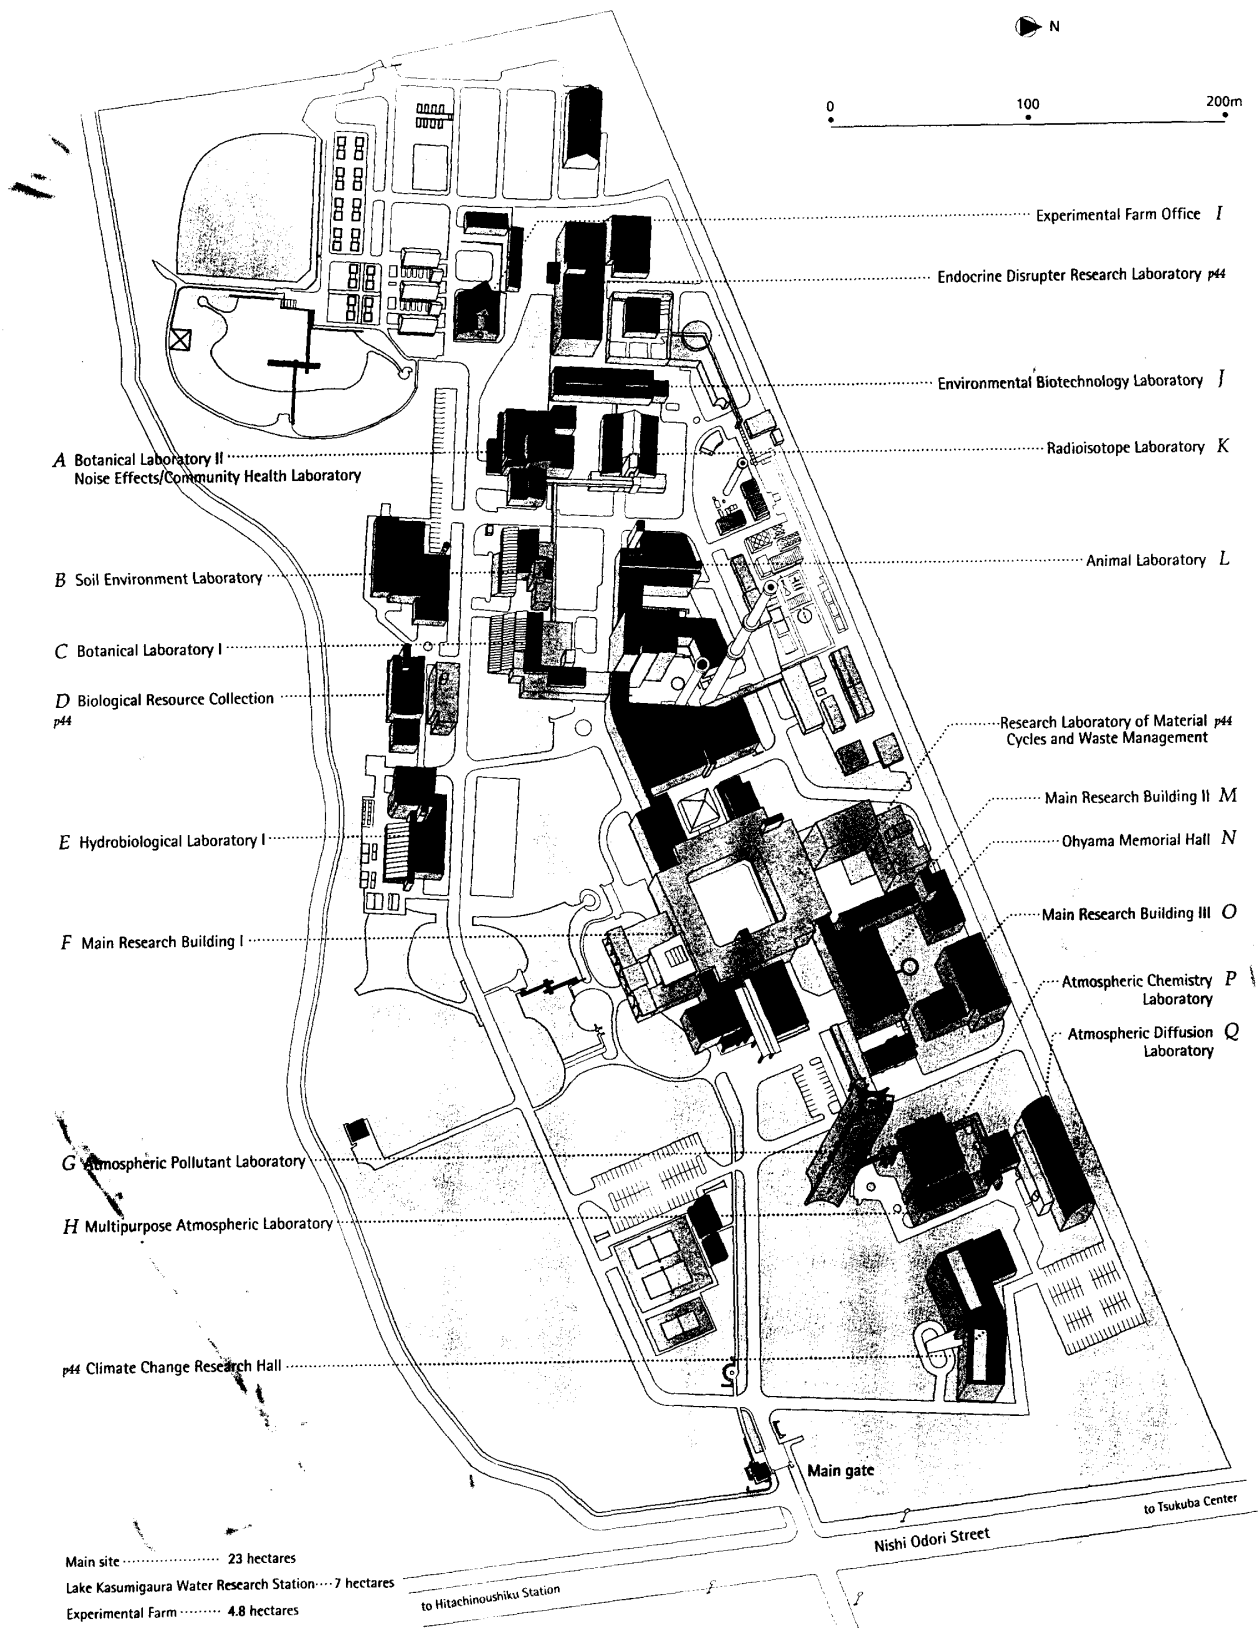 N
0 100 200m
Experimental Farm Office I
Endocrine Disrupter Research Laboratory p44
Environmental Biotechnology Laboratory J
A Botanical Laboratory II
Noise Effects/Community Health Laboratory
Radioisotope Laboratory K
B Soil Environment Laboratory
Animal Laboratory L
C Botanical Laboratory I
D Biological Resource Collection
p44
Research Laboratory of Material p44
Cycles and Waste Management
Main Research Building II M
E Hydrobiological Laboratory I
Ohyama Memorial Hall N
Main Research Building III O
F Main Research Building I
Atmospheric Chemistry P
Laboratory
Atmospheric Diffusion Q
Laboratory
G Atmospheric Pollutant Laboratory
H Multipurpose Atmospheric Laboratory
p44 Climate Change Research Hall
Main gate
to Tsukuba Center
Nishi Odori Street
Main site 23 hectares
Lake Kasumigaura Water Research Station 7 hectares
Experimental Farm 4.8 hectares
to Hitachinoushiku Station